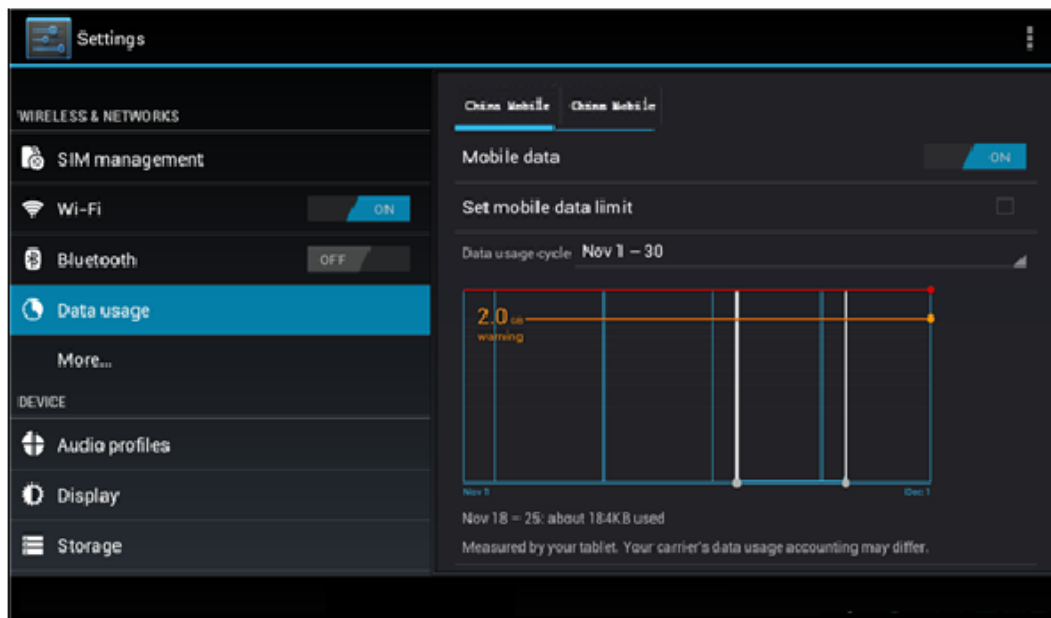 Settings
WIRELESS & NETWORKS
SIM management
Wi-Fi ON
Bluetooth OFF
Data usage
More...
DEVICE
Audio profiles
Display
Storage
China Mobile China Mobile
Mobile data ON
Set mobile data limit
Data usage cycle Nov 1 – 30
2.0 GB
warning
Nov 1 Dec 1
Nov 18 – 25: about 184KB used
Measured by your tablet. Your carrier's data usage accounting may differ.